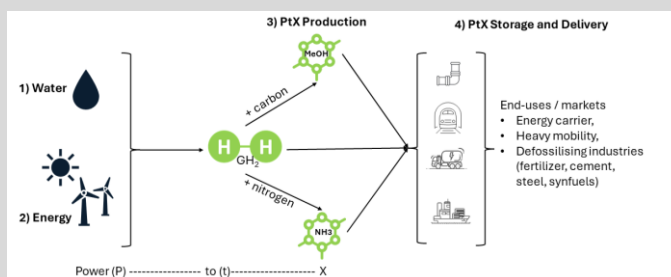 3) PtX Production
4) PtX Storage and Delivery
1) Water
2) Energy
MeOH
+ carbon
H H
GH2
+ nitrogen
NH3
End-uses / markets
• Energy carrier,
• Heavy mobility,
• Defossilising industries
(fertilizer, cement,
steel, synfuels)
Power (P) ----------------- to (t)-------------------- X